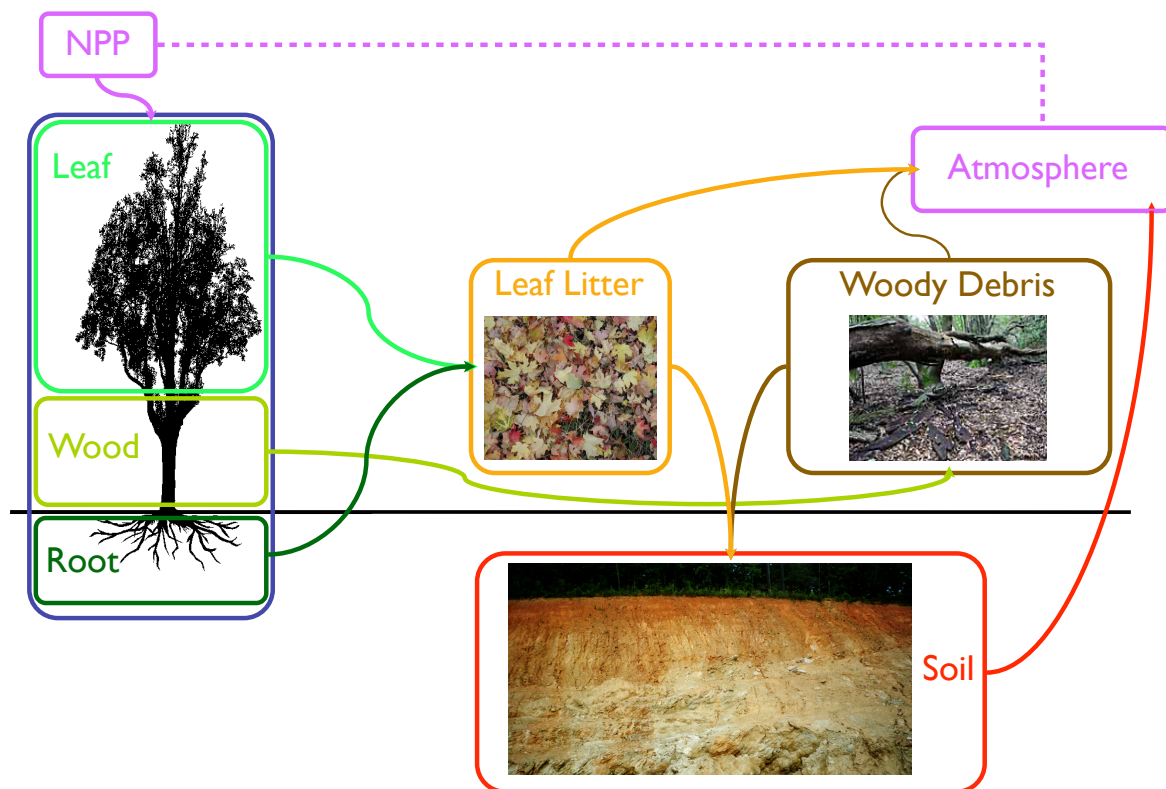 NPP
Leaf
Atmosphere
Leaf Litter
Woody Debris
Wood
Root
Soil